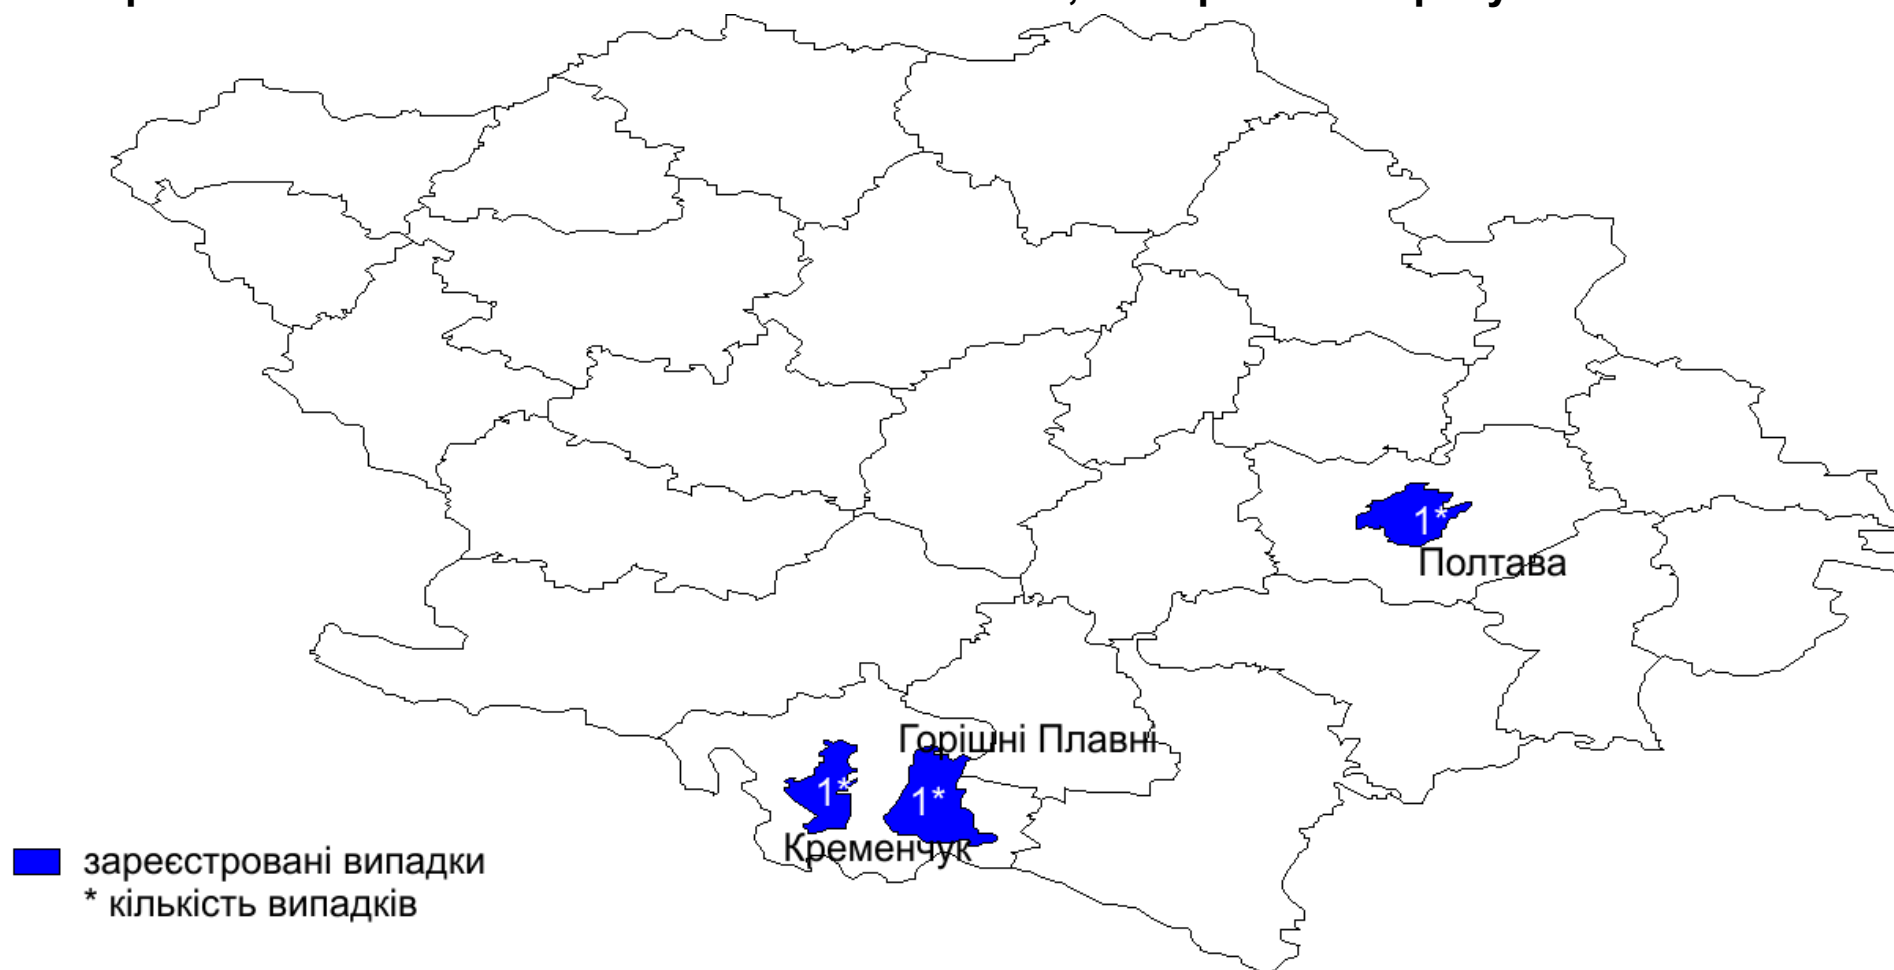 1*
Полтава
Горішні Плавні
1*
1*
Кременчук
зареєстровані випадки
* кількість випадків